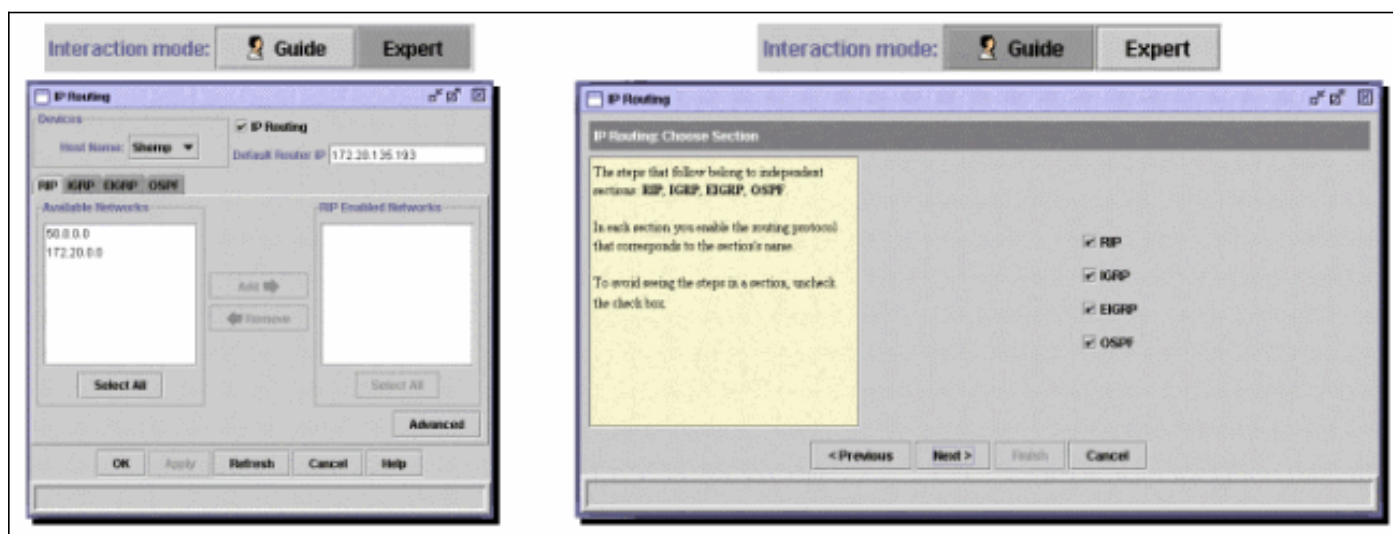 Interaction mode: Guide Expert
IP Routing
Devices
Host Name: Shemp
IP Routing
Default Router IP 172.20.135.193
RIP IGRP EIGRP OSPF
Available Networks
RIP Enabled Networks
50.0.0.0
172.20.0.0
Add
Remove
Select All
Select All
Advanced
OK Apply Refresh Cancel Help
Interaction mode: Guide Expert
IP Routing
IP Routing: Choose Section
The steps that follow belong to independent
sections: RIP, IGRP, EIGRP, OSPF.
In each section you enable the routing protocol
that corresponds to the section's name.
To avoid seeing the steps in a section, uncheck
the check box.
RIP
IGRP
EIGRP
OSPF
< Previous Next > Finish Cancel